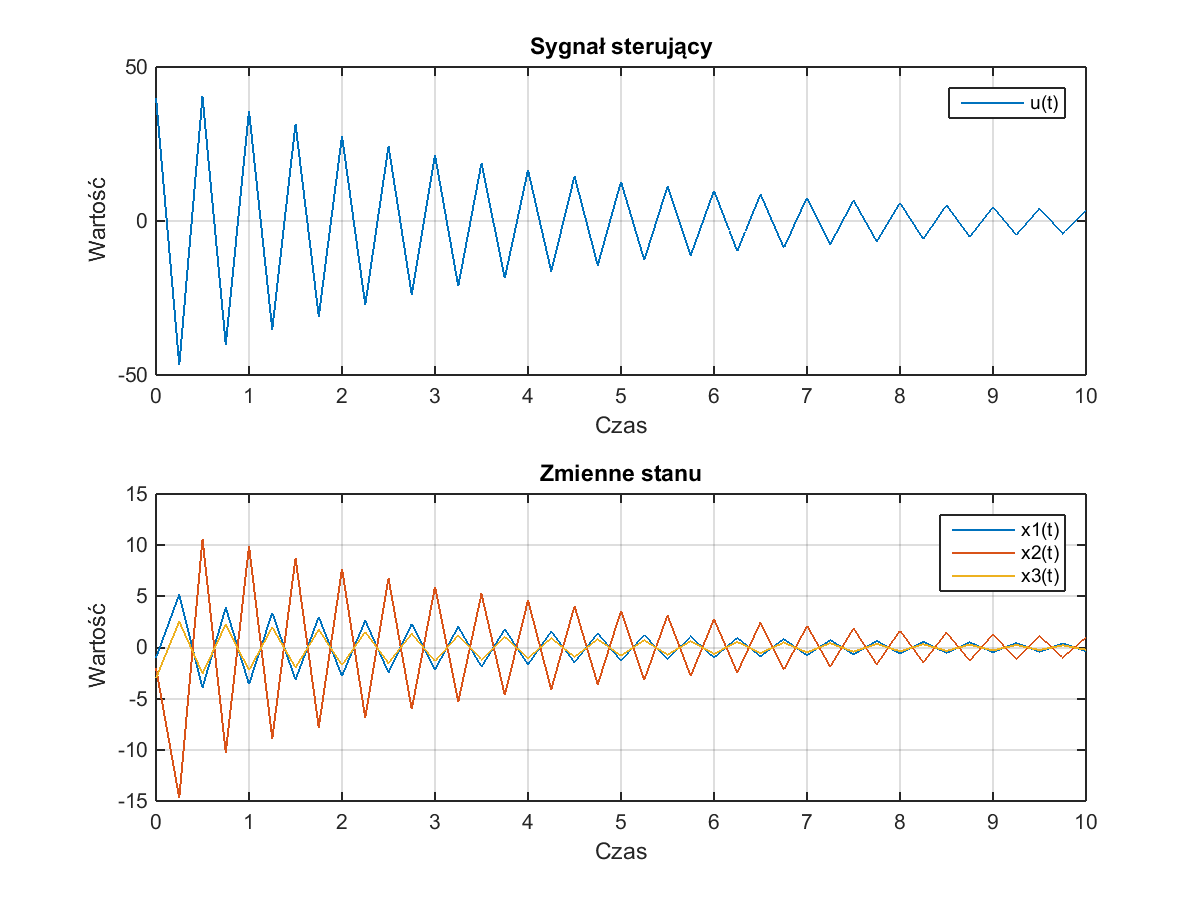 Sygnał sterujący
50
0
-50
Wartość
u(t)
0 1 2 3 4 5 6 7 8 9 10
Czas
Zmienne stanu
15
10
5
0
-5
-10
-15
Wartość
x1(t)
x2(t)
x3(t)
0 1 2 3 4 5 6 7 8 9 10
Czas